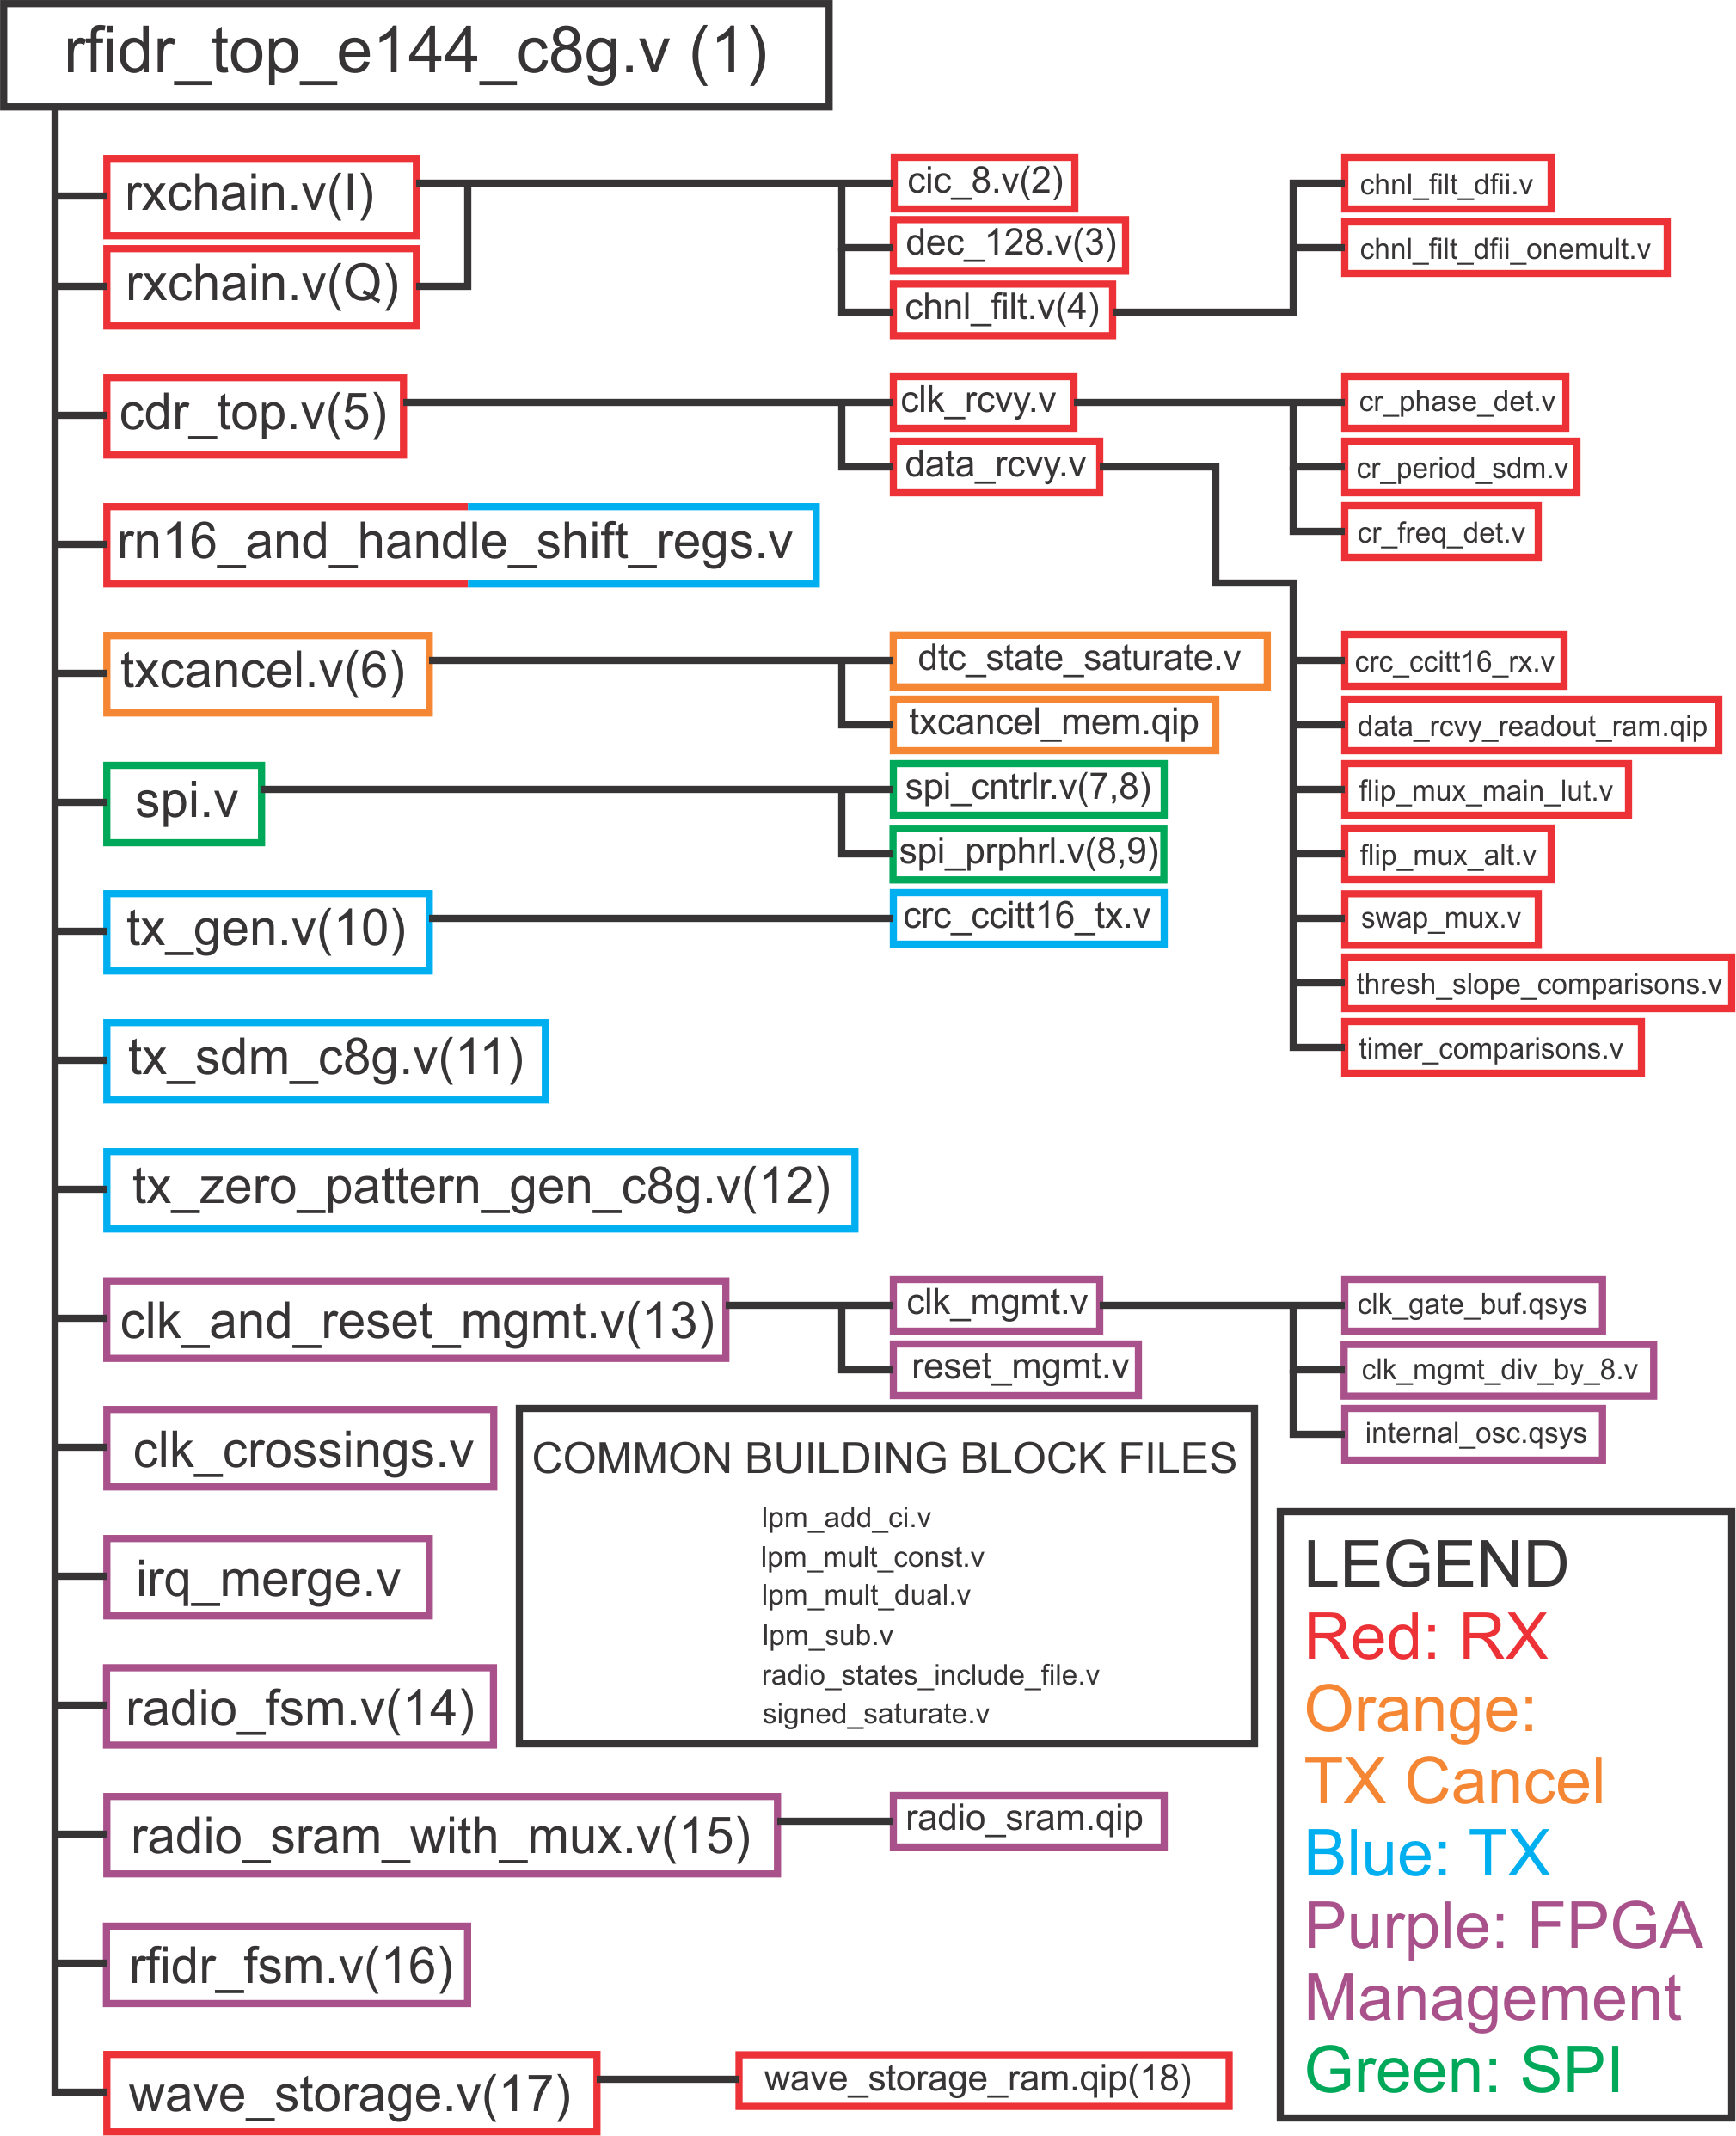 rfidr_top_e144_c8g.v (1)
rxchain.v(I)
cic_8.v(2)
chnl_filt_dfii.v
dec_128.v(3)
chnl_filt_dfii_onemult.v
rxchain.v(Q)
chnl_filt.v(4)
cdr_top.v(5)
clk_rcvy.v
cr_phase_det.v
data_rcvy.v
cr_period_sdm.v
rn16_and_handle_shift_regs.v
cr_freq_det.v
txcancel.v(6)
dtc_state_saturate.v
crc_ccitt16_rx.v
txcancel_mem.qip
data_rcvy_readout_ram.qip
spi.v
spi_cntrlr.v(7,8)
flip_mux_main_lut.v
spi_prphrl.v(8,9)
flip_mux_alt.v
tx_gen.v(10)
crc_ccitt16_tx.v
swap_mux.v
thresh_slope_comparisons.v
tx_sdm_c8g.v(11)
timer_comparisons.v
tx_zero_pattern_gen_c8g.v(12)
clk_and_reset_mgmt.v(13)
clk_mgmt.v
clk_gate_buf.qsys
reset_mgmt.v
clk_mgmt_div_by_8.v
clk_crossings.v
internal_osc.qsys
COMMON BUILDING BLOCK FILES
lpm_add_ci.v
lpm_mult_const.v
lpm_mult_dual.v
lpm_sub.v
radio_states_include_file.v
signed_saturate.v
irq_merge.v
radio_fsm.v(14)
radio_sram_with_mux.v(15)
radio_sram.qip
rfidr_fsm.v(16)
wave_storage.v(17)
wave_storage_ram.qip(18)
LEGEND
Red: RX
Orange:
TX Cancel
Blue: TX
Purple: FPGA
Management
Green: SPI